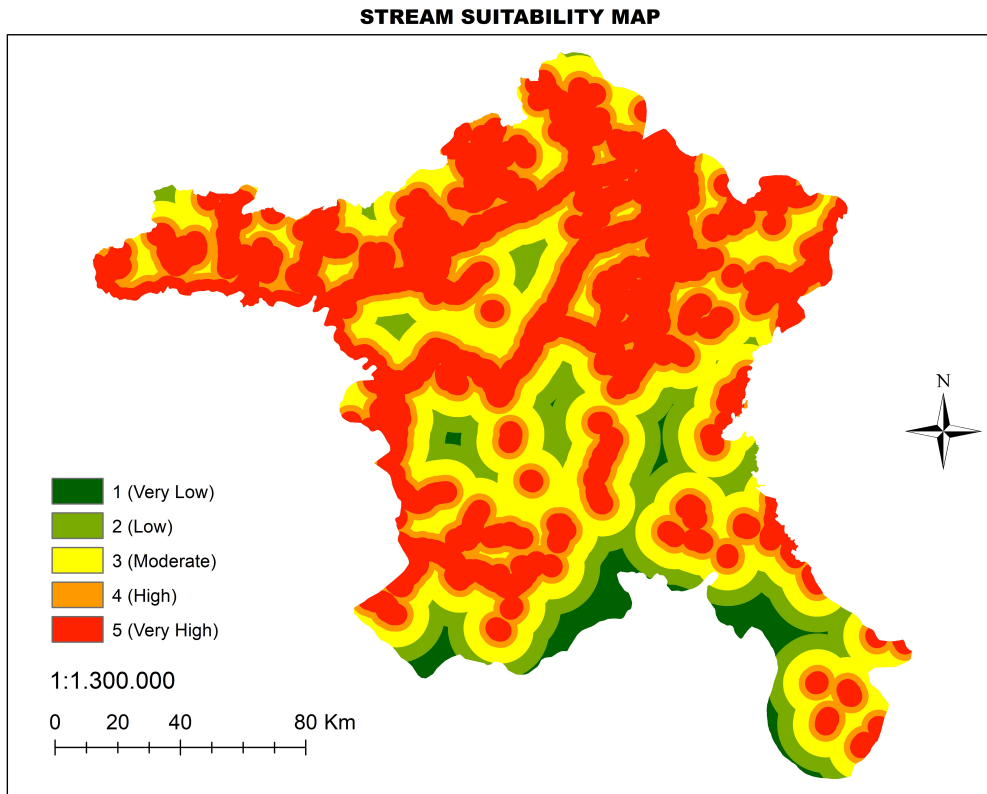 STREAM SUITABILITY MAP
N
1 (Very Low)
2 (Low)
3 (Moderate)
4 (High)
5 (Very High)
1:1.300.000
0 20 40 80 Km